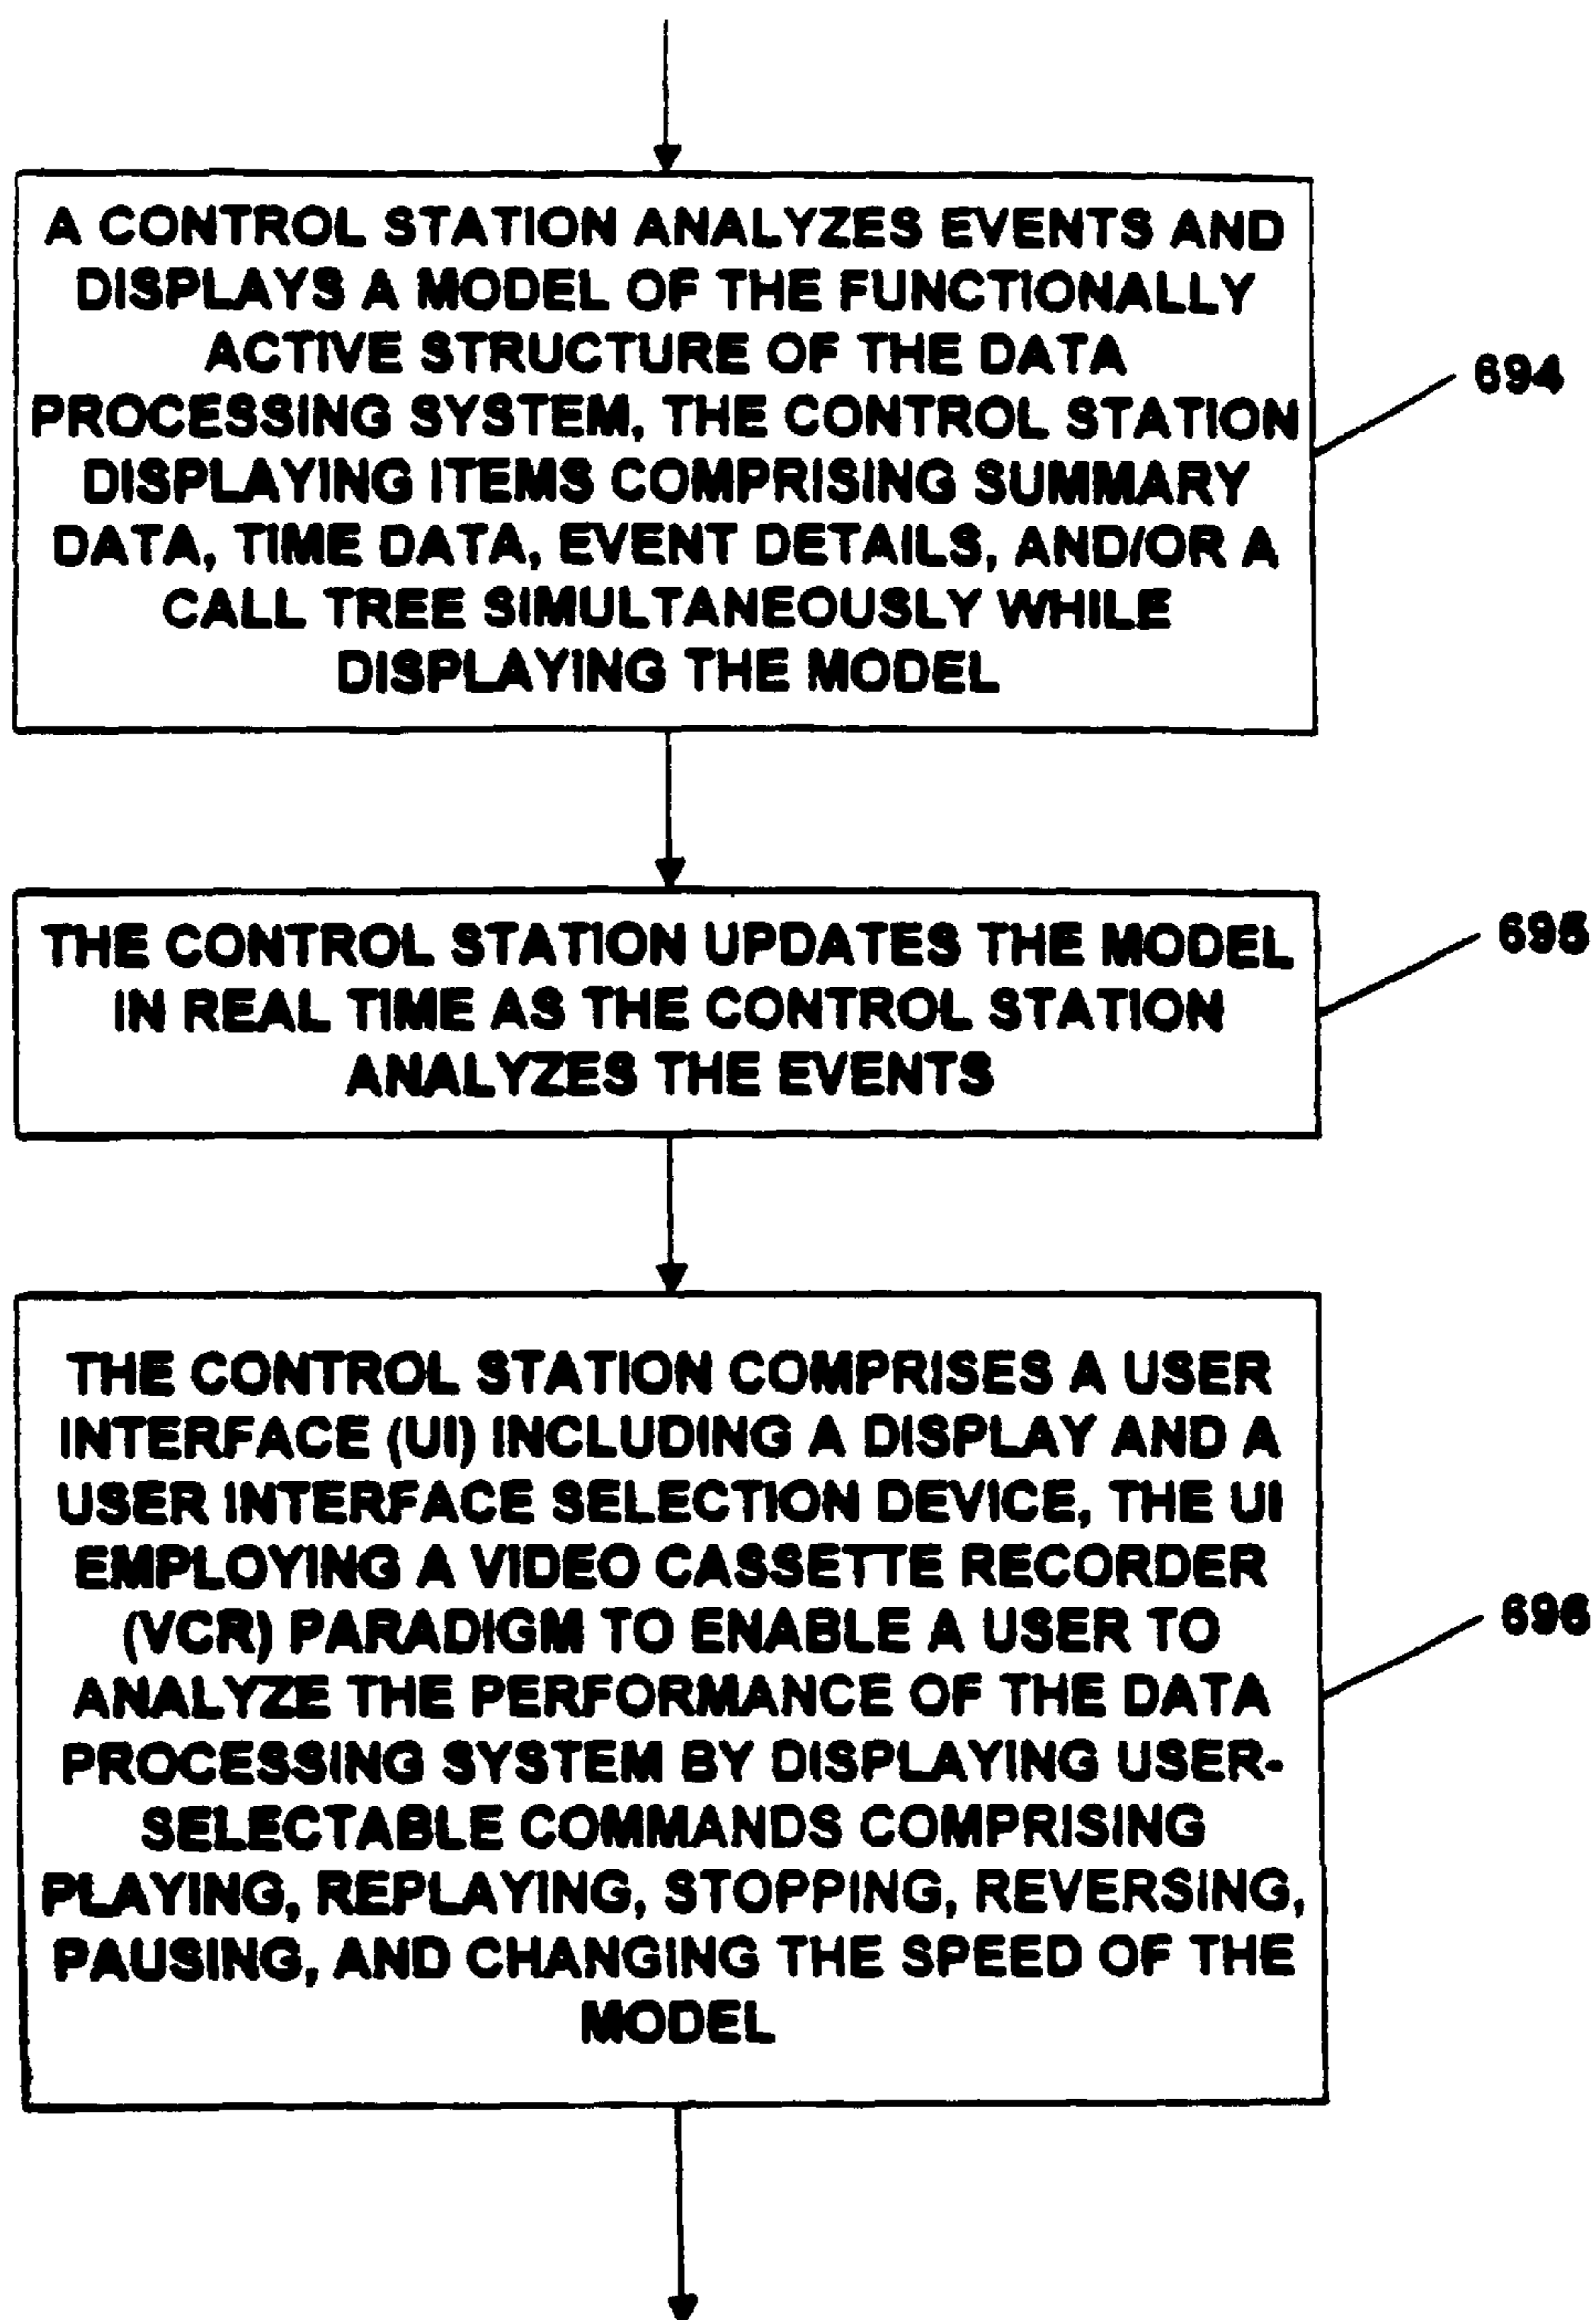 A CONTROL STATION ANALYZES EVENTS AND
DISPLAYS A MODEL OF THE FUNCTIONALLY
ACTIVE STRUCTURE OF THE DATA
PROCESSING SYSTEM, THE CONTROL STATION
DISPLAYING ITEMS COMPRISING SUMMARY
DATA, TIME DATA, EVENT DETAILS, AND/OR A
CALL TREE SIMULTANEOUSLY WHILE
DISPLAYING THE MODEL
694
THE CONTROL STATION UPDATES THE MODEL
IN REAL TIME AS THE CONTROL STATION
ANALYZES THE EVENTS
695
THE CONTROL STATION COMPRISES A USER
INTERFACE (UI) INCLUDING A DISPLAY AND A
USER INTERFACE SELECTION DEVICE, THE UI
EMPLOYING A VIDEO CASSETTE RECORDER
(VCR) PARADIGM TO ENABLE A USER TO
ANALYZE THE PERFORMANCE OF THE DATA
PROCESSING SYSTEM BY DISPLAYING USER-
SELECTABLE COMMANDS COMPRISING
PLAYING, REPLAYING, STOPPING, REVERSING,
PAUSING, AND CHANGING THE SPEED OF THE
MODEL
696